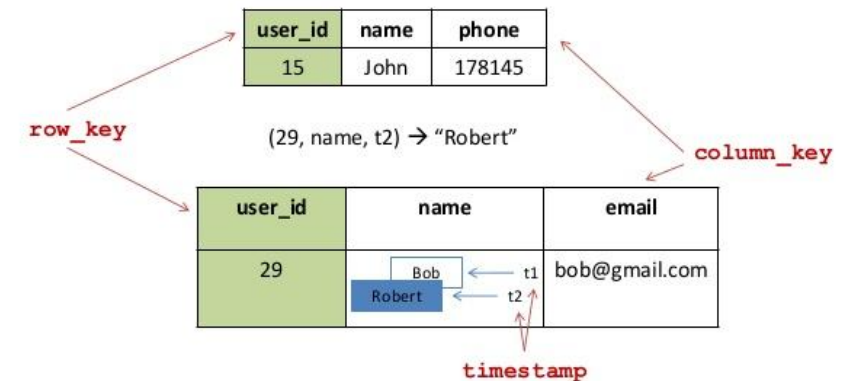 user_id name phone
15 John 178145
row_key
(29, name, t2) → “Robert”
column_key
user_id name email
29 Bob t1 bob@gmail.com
Robert t2
timestamp